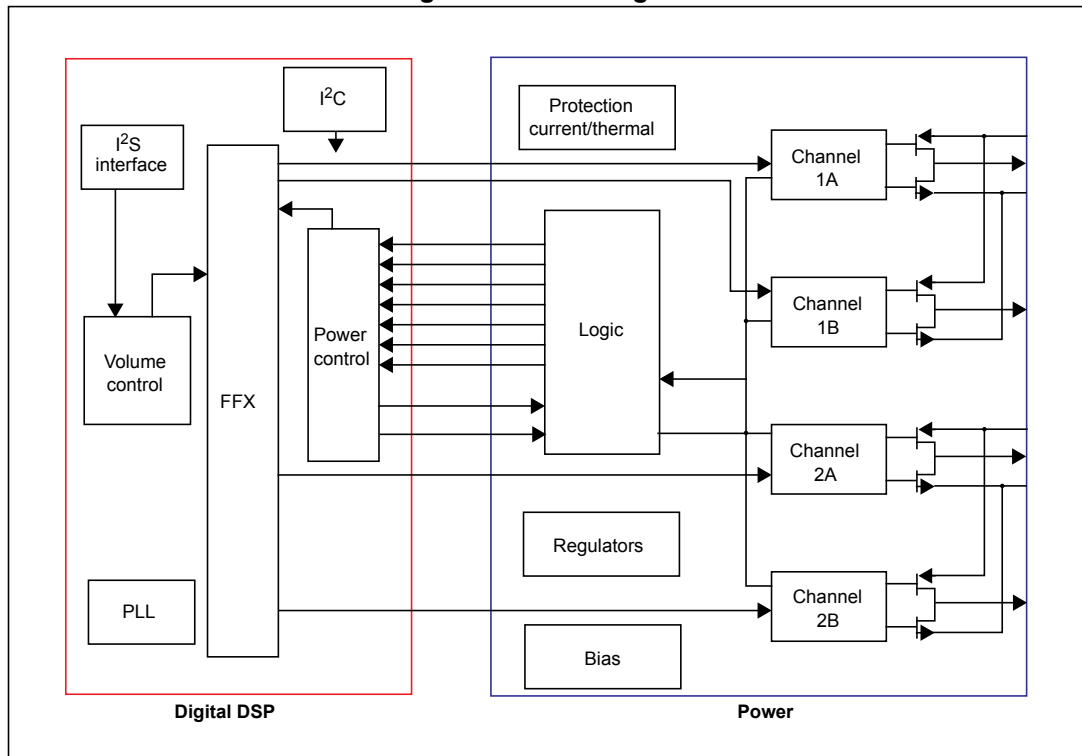 I²C
Protection
current/thermal
I²S
interface
Channel
1A
Channel
1B
Power
control
Logic
Volume
control
FFX
Channel
2A
Regulators
PLL
Channel
2B
Bias
Digital DSP
Power